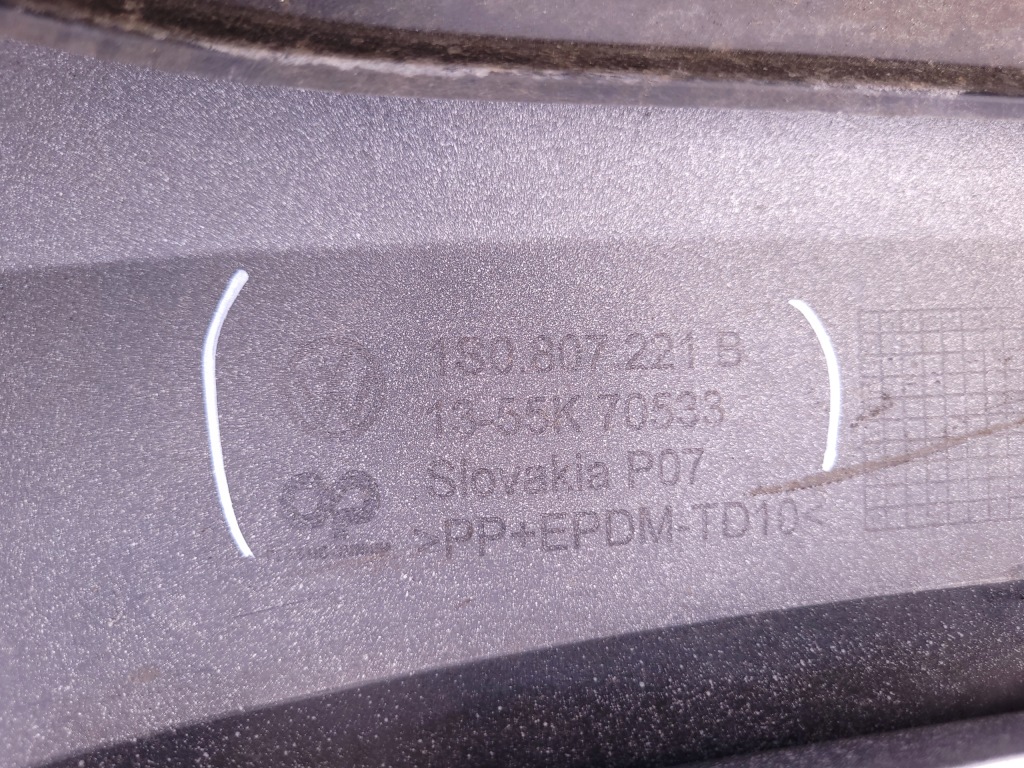 1S0.807.221 B
13-55K 70533
Slovakia P07
>PP+EPDM-TD10<